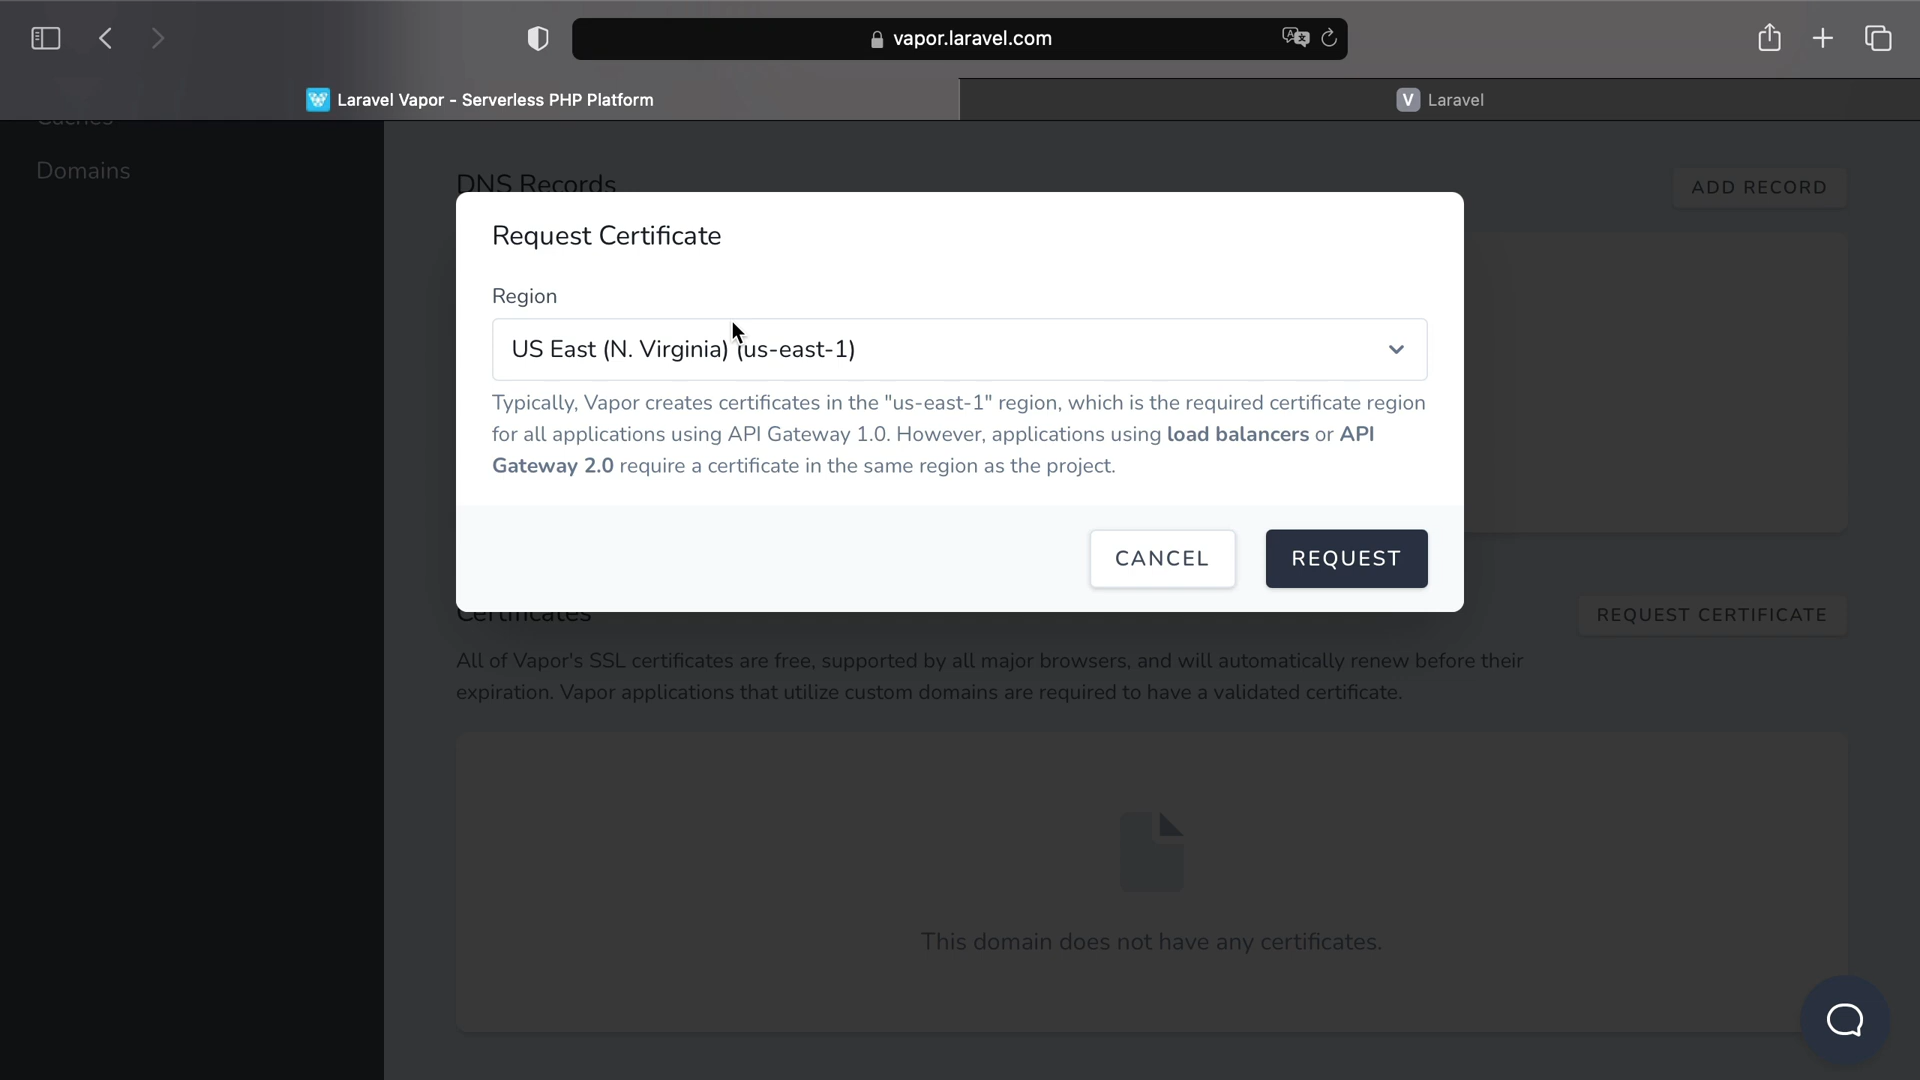 vapor.laravel.com
Laravel Vapor - Serverless PHP Platform
V Laravel
Caches
Domains
DNS Records
ADD RECORD
Request Certificate
Region
US East (N. Virginia) (us-east-1)
Typically, Vapor creates certificates in the "us-east-1" region, which is the required certificate region
for all applications using API Gateway 1.0. However, applications using load balancers or API
Gateway 2.0 require a certificate in the same region as the project.
CANCEL
REQUEST
Certificates
REQUEST CERTIFICATE
All of Vapor's SSL certificates are free, supported by all major browsers, and will automatically renew before their
expiration. Vapor applications that utilize custom domains are required to have a validated certificate.
This domain does not have any certificates.